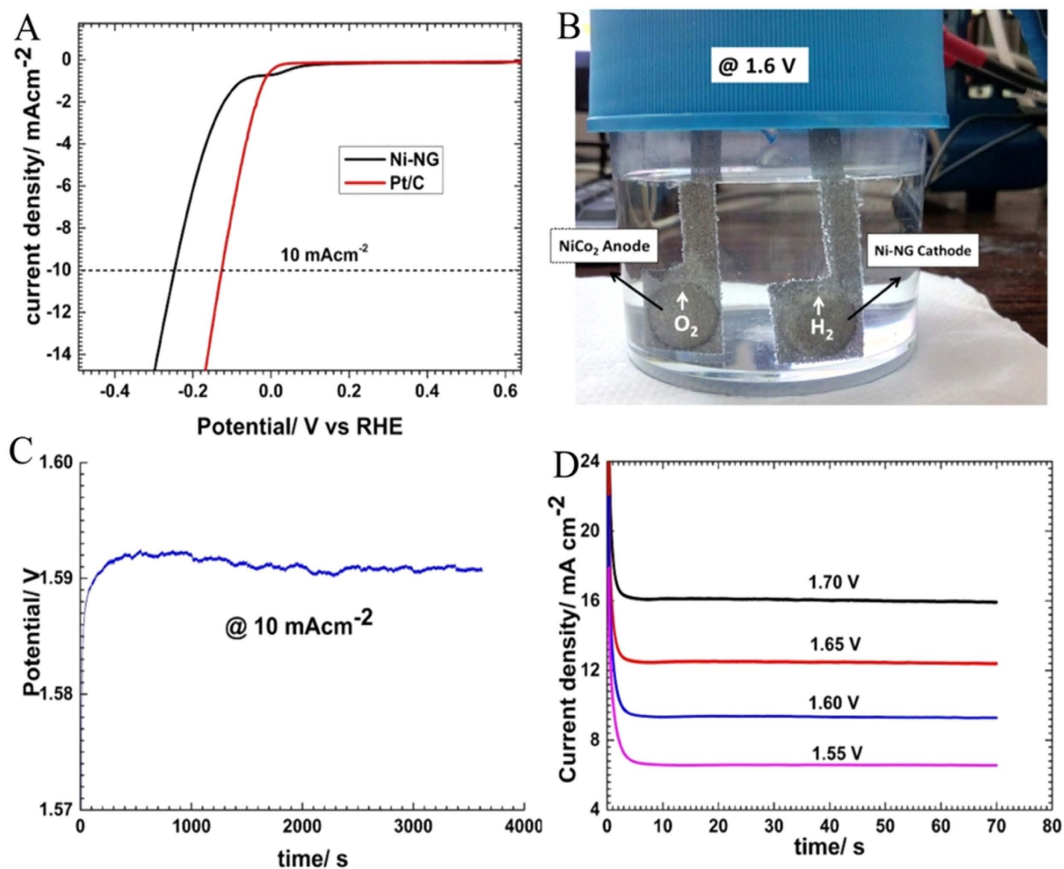 A
current density/ mAcm-2
0
-2
-4
-6
-8
-10
-12
-14
Ni-NG
Pt/C
10 mAcm-2
-0.4 -0.2 0.0 0.2 0.4 0.6
Potential/ V vs RHE
B
@ 1.6 V
NiCo2 Anode
Ni-NG Cathode
O2
H2
C
Potential/ V
1.60
1.59
1.58
1.57
@ 10 mAcm-2
0 1000 2000 3000 4000
time/ s
D
Current density/ mA cm-2
24
20
16
12
8
4
1.70 V
1.65 V
1.60 V
1.55 V
0 10 20 30 40 50 60 70 80
time/ s